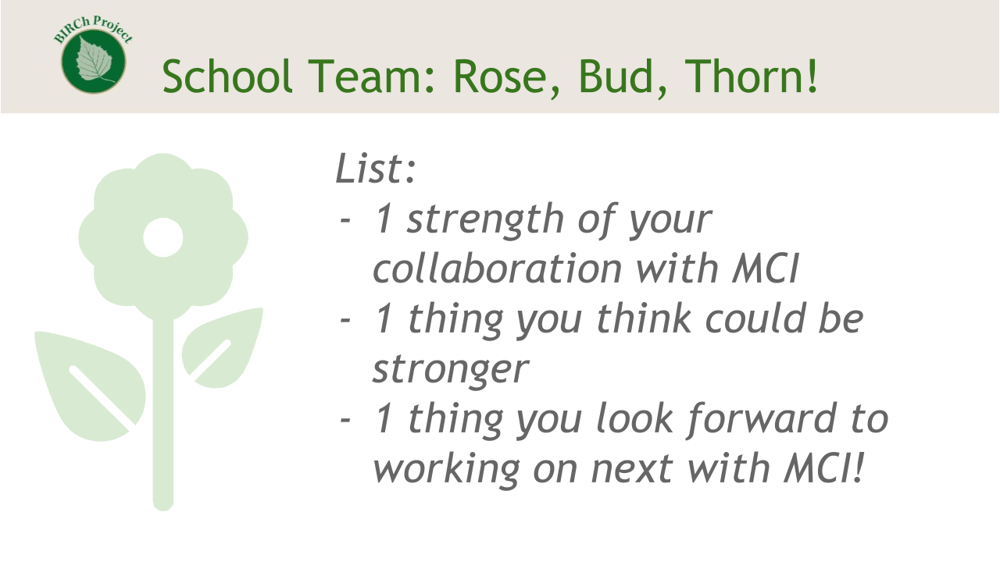 BIRCh Project
School Team: Rose, Bud, Thorn!
List:
- 1 strength of your
collaboration with MCI
- 1 thing you think could be
stronger
- 1 thing you look forward to
working on next with MCI!